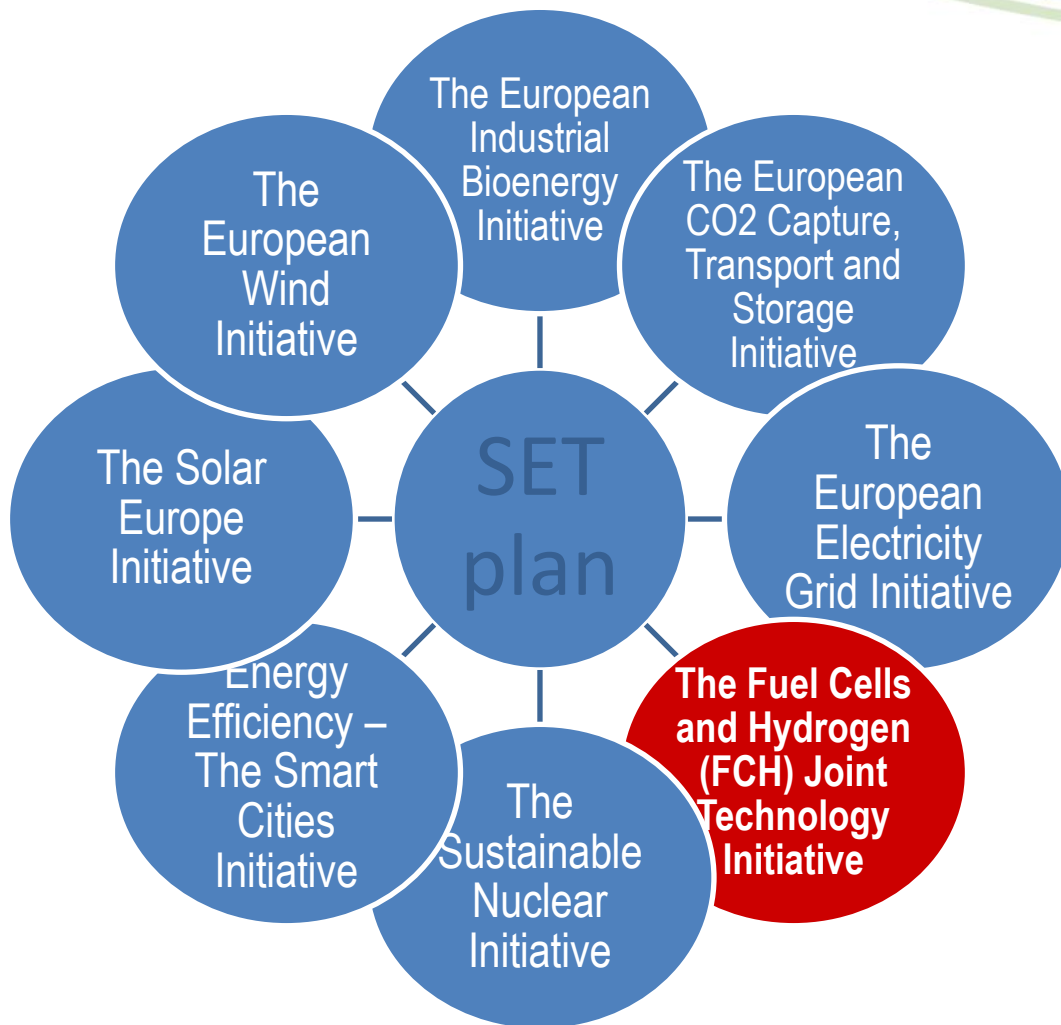 The European
Industrial
Bioenergy
Initiative
The European
CO2 Capture,
Transport and
Storage
Initiative
The
European
Electricity
Grid Initiative
The Fuel Cells
and Hydrogen
(FCH) Joint
Technology
Initiative
The
Sustainable
Nuclear
Initiative
Energy
Efficiency –
The Smart
Cities
Initiative
The Solar
Europe
Initiative
The
European
Wind
Initiative
SET
plan